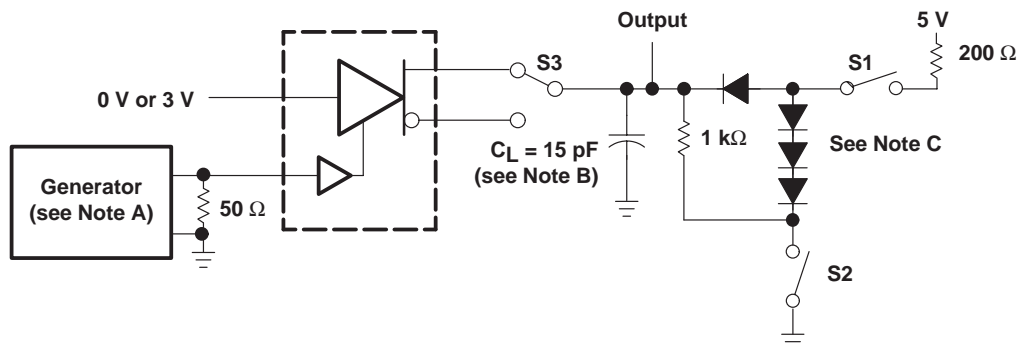 Output
5 V
S3
S1
200 Ω
0 V or 3 V
1 kΩ
See Note C
CL = 15 pF
(see Note B)
Generator
(see Note A)
50 Ω
S2